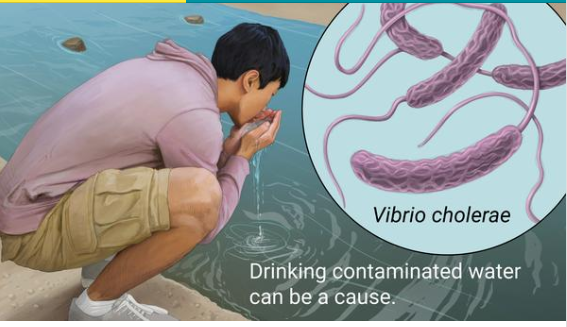 Vibrio cholerae
Drinking contaminated water
can be a cause.